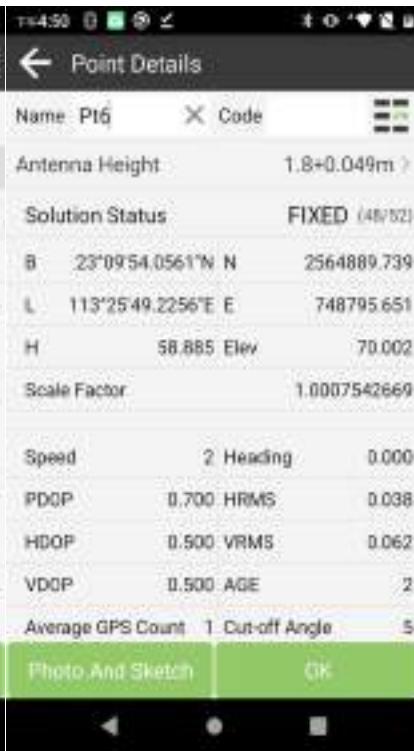 4:50
Point Details
Name Pt6 Code
Antenna Height 1.8+0.049m
Solution Status FIXED (48/52)
B 23°09'54.0561"N N 2564889.739
L 113°25'49.2256"E E 748795.651
H 58.885 Elev 70.002
Scale Factor 1.0007542669
Speed 2 Heading 0.000
PDOP 0.700 HRMS 0.038
HDOP 0.500 VRMS 0.062
VDOP 0.500 AGE 2
Average GPS Count 1 Cut-off Angle 5
Photo And Sketch OK